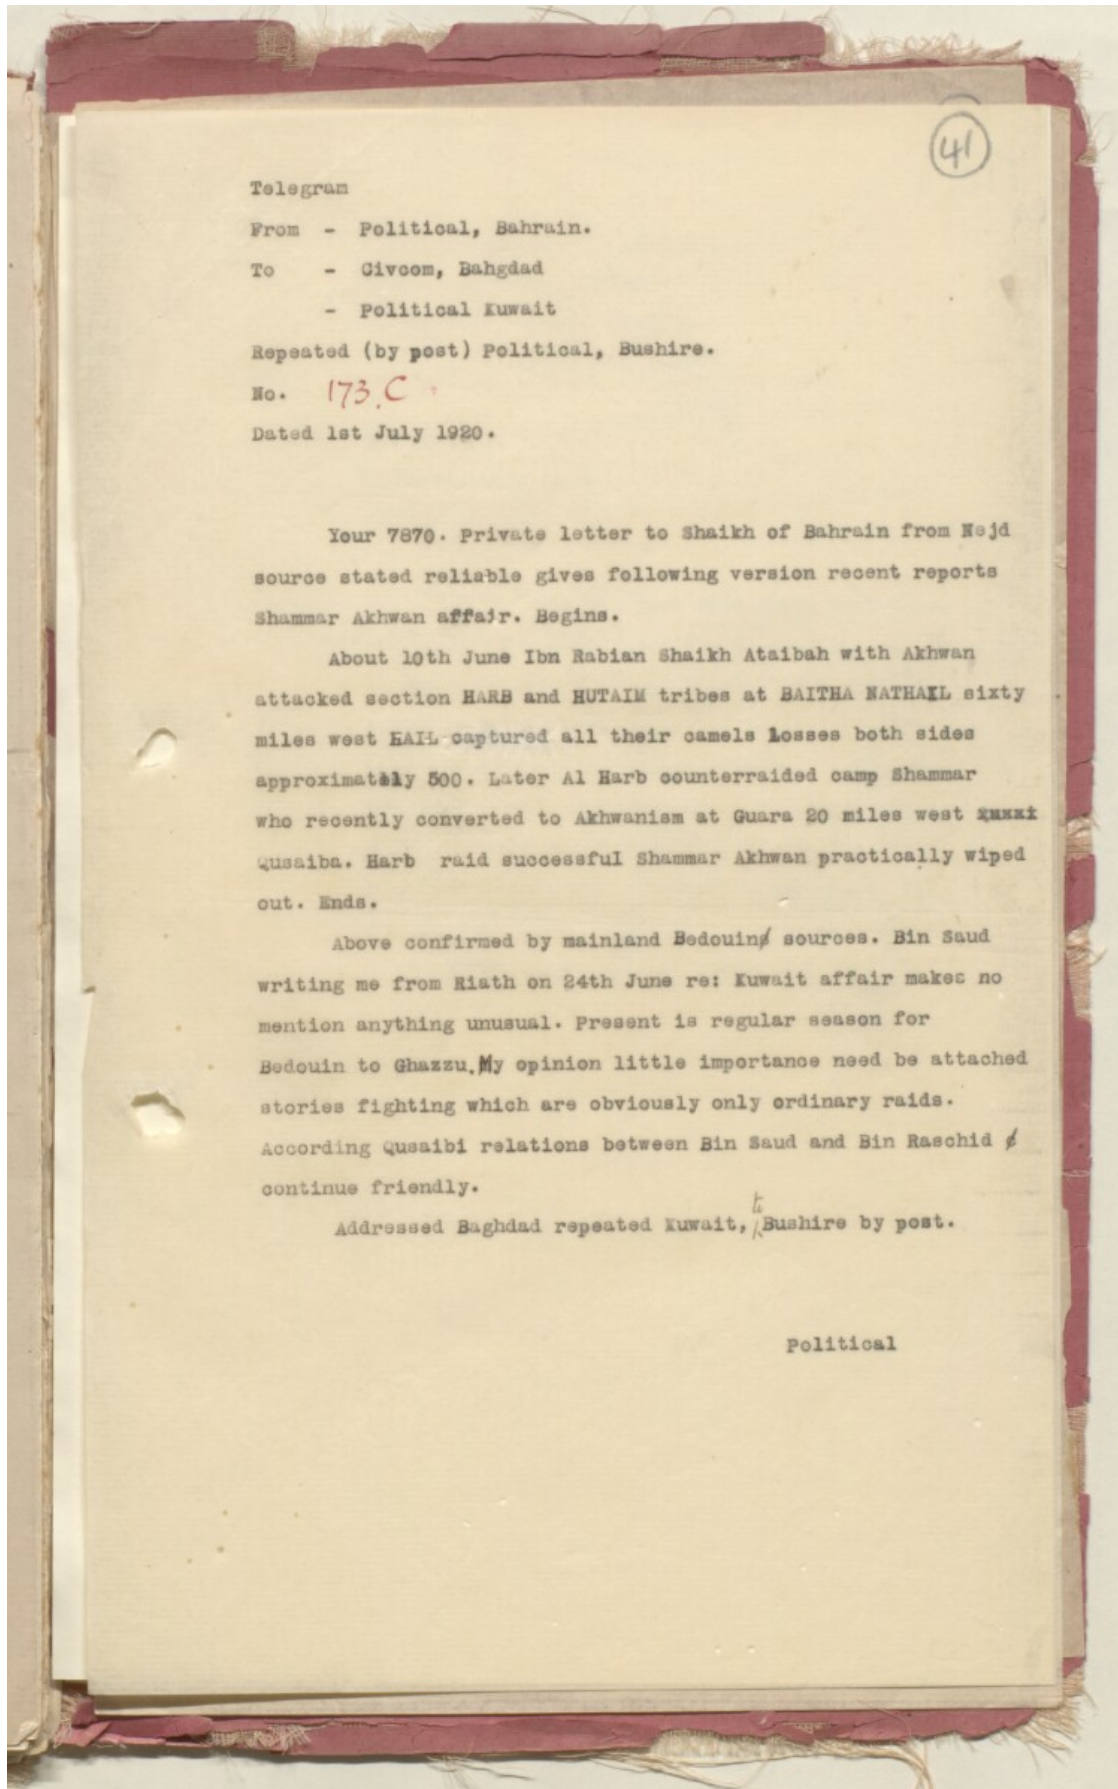 41
Telegram
From - Political, Bahrain.
To - Civcom, Bahgdad
- Political Kuwait
Repeated (by post) Political, Bushire.
No. 173.C
Dated 1st July 1920.
Your 7870. Private letter to Shaikh of Bahrain from Nejd
source stated reliable gives following version recent reports
Shammar Akhwan affair. Begins.
About 10th June Ibn Rabian Shaikh Ataibah with Akhwan
attacked section HARB and HUTAIM tribes at BAITHA NATHAIL sixty
miles west HAIL captured all their camels Losses both sides
approximately 500. Later Al Harb counterraided camp Shammar
who recently converted to Akhwanism at Guara 20 miles west
Qusaiba. Harb raid successful Shammar Akhwan practically wiped
out. Ends.
Above confirmed by mainland Bedouin sources. Bin Saud
writing me from Riath on 24th June re: Kuwait affair makes no
mention anything unusual. Present is regular season for
Bedouin to Ghazzu. My opinion little importance need be attached
stories fighting which are obviously only ordinary raids.
According Qusaibi relations between Bin Saud and Bin Raschid
continue friendly.
Addressed Baghdad repeated Kuwait, to Bushire by post.
Political